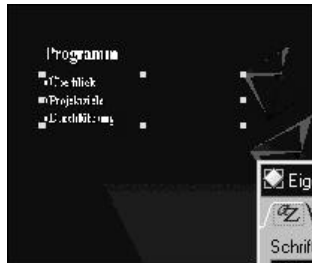 Programm
Überblick
Projektziele
Durchführung
Eig
Schrif